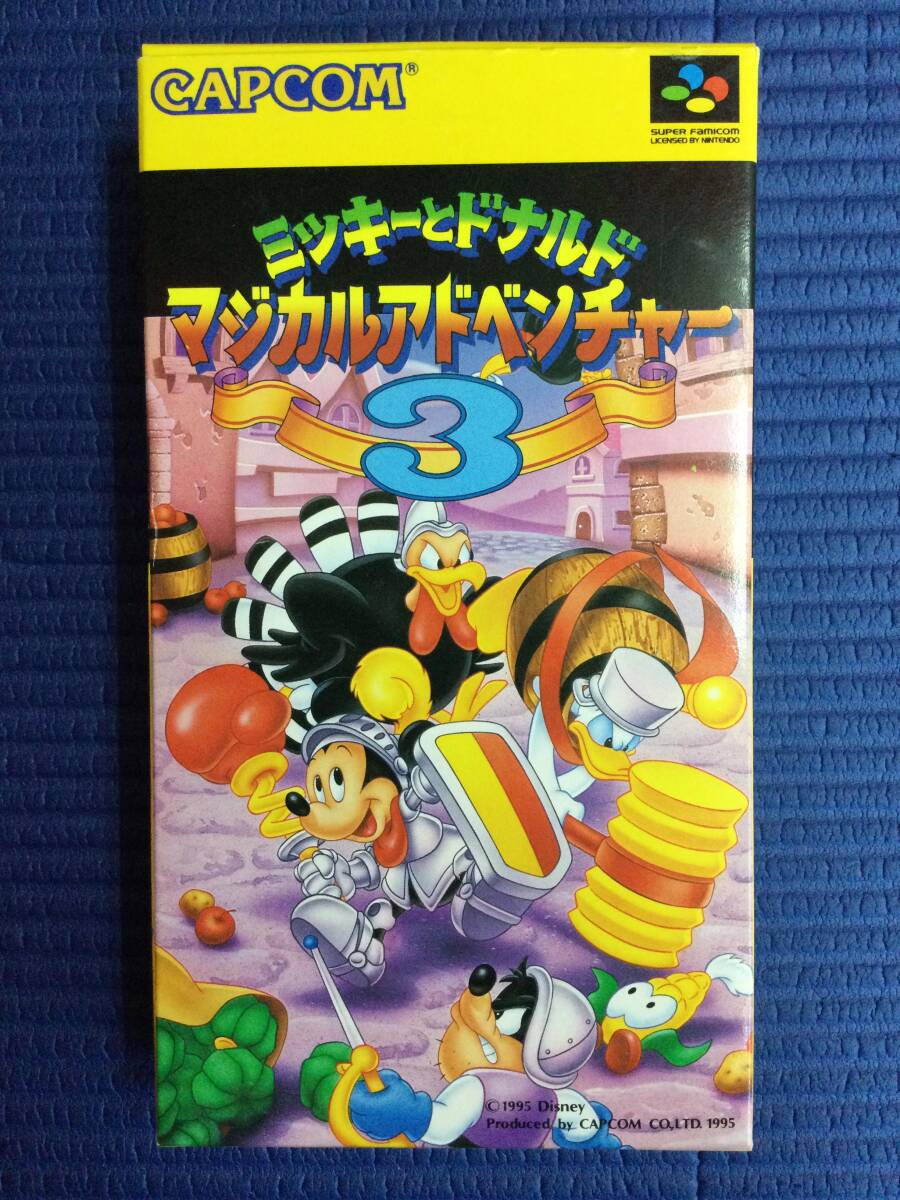 CAPCOM®
SUPER FAMICOM
LICENSED BY NINTENDO
ミッキーとドナルド
マジカルアドベンチャー
3
©1995 Disney
Produced by CAPCOM CO,LTD. 1995